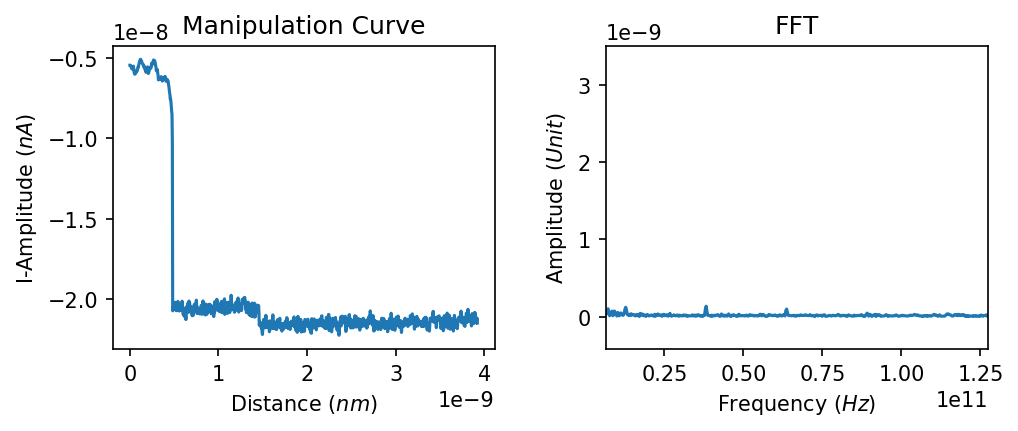 Manipulation Curve
1e−8
−0.5
−1.0
−1.5
−2.0
I-Amplitude (nA)
0 1 2 3 4
1e−9
Distance (nm)
FFT
1e−9
3
2
1
0
Amplitude (Unit)
0.25 0.50 0.75 1.00 1.25
1e11
Frequency (Hz)